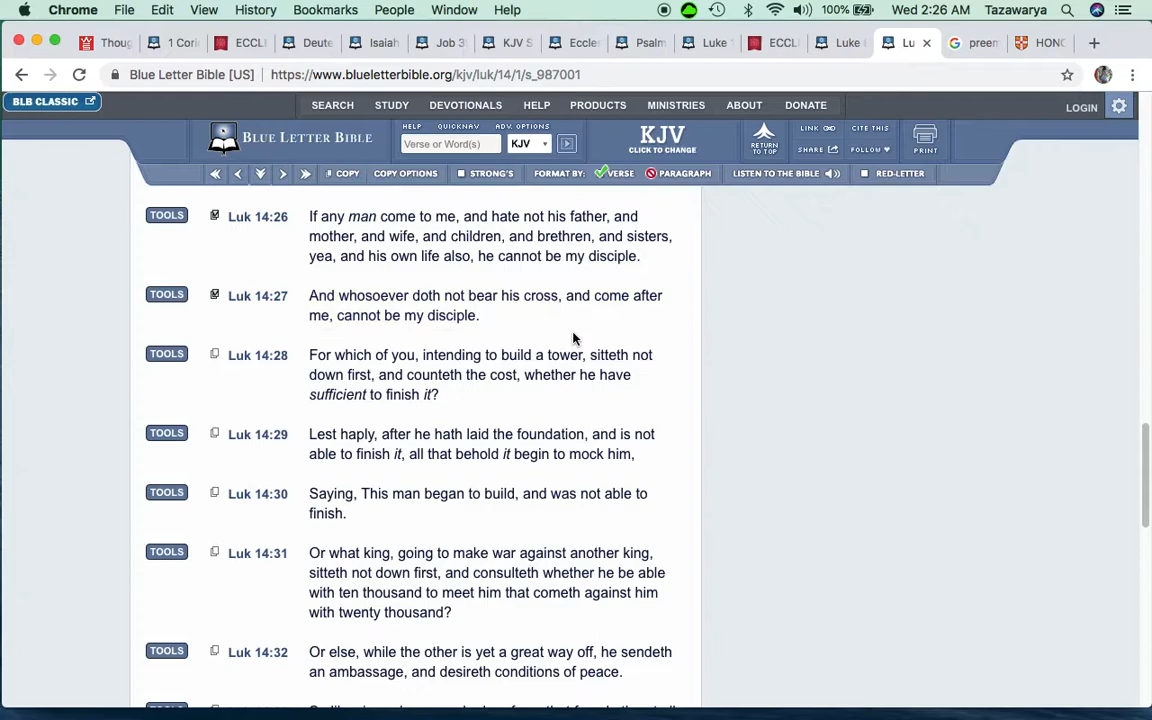 Chrome File Edit View History Bookmarks People Window Help 100% Wed 2:26 AM Tazawarya
Thoug 1 Cori ECCLE Deute Isaiah Job 3 KJV S Eccles Psalm Luke ECCLE Luke Lu preem HONO
Blue Letter Bible [US] https://www.blueletterbible.org/kjv/luk/14/1/s_987001
BLB CLASSIC
SEARCH STUDY DEVOTIONALS HELP PRODUCTS MINISTRIES ABOUT DONATE LOGIN
BLUE LETTER BIBLE
HELP QUICKNAV ADV. OPTIONS
Verse or Word(s) KJV
KJV
CLICK TO CHANGE
RETURN
TO TOP
LINK CITE THIS
SHARE FOLLOW
PRINT
COPY COPY OPTIONS STRONG'S FORMAT BY: VERSE PARAGRAPH LISTEN TO THE BIBLE RED-LETTER
TOOLS Luk 14:26 If any man come to me, and hate not his father, and
mother, and wife, and children, and brethren, and sisters,
yea, and his own life also, he cannot be my disciple.
TOOLS Luk 14:27 And whosoever doth not bear his cross, and come after
me, cannot be my disciple.
TOOLS Luk 14:28 For which of you, intending to build a tower, sitteth not
down first, and counteth the cost, whether he have
sufficient to finish it?
TOOLS Luk 14:29 Lest haply, after he hath laid the foundation, and is not
able to finish it, all that behold it begin to mock him,
TOOLS Luk 14:30 Saying, This man began to build, and was not able to
finish.
TOOLS Luk 14:31 Or what king, going to make war against another king,
sitteth not down first, and consulteth whether he be able
with ten thousand to meet him that cometh against him
with twenty thousand?
TOOLS Luk 14:32 Or else, while the other is yet a great way off, he sendeth
an ambassage, and desireth conditions of peace.